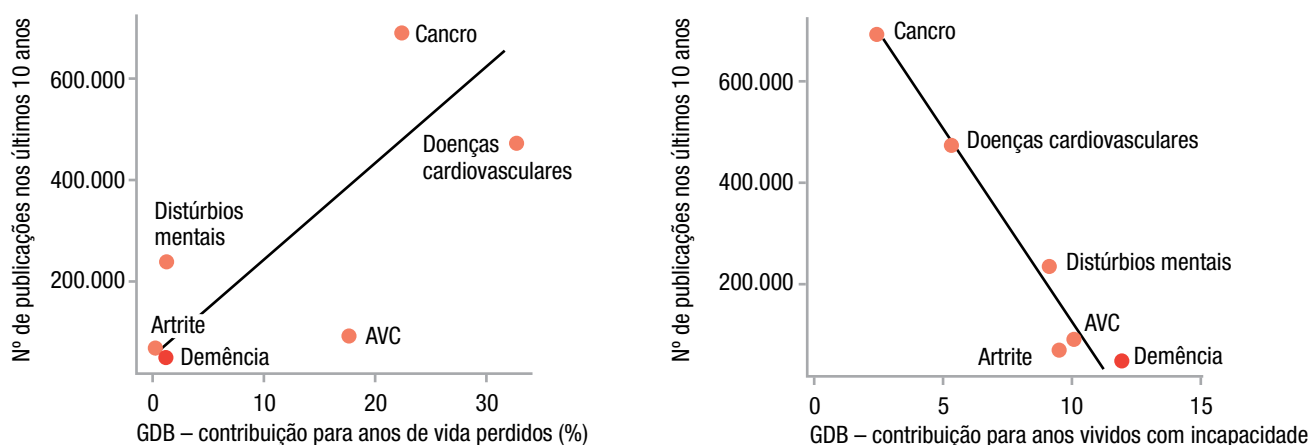 Nº de publicações nos últimos 10 anos
600.000
400.000
200.000
Cancro
Doenças
cardiovasculares
Distúrbios
mentais
Artrite
Demência
AVC
0
10
20
30
GDB – contribuição para anos de vida perdidos (%)
Nº de publicações nos últimos 10 anos
600.000
400.000
200.000
Cancro
Doenças cardiovasculares
Distúrbios mentais
AVC
Artrite
Demência
0
5
10
15
GDB – contribuição para anos vividos com incapacidade